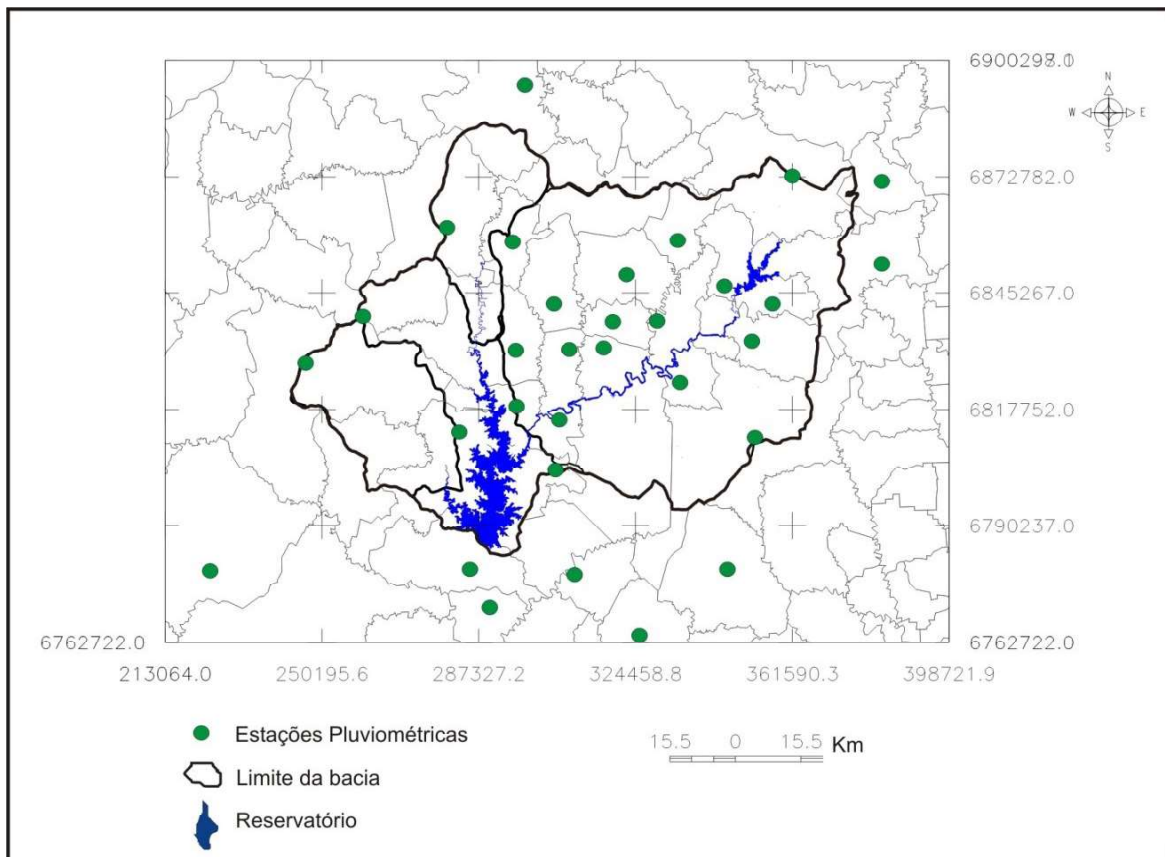 6900298.1
N
W E
S
6872782.0
6845267.0
6817752.0
6790237.0
6762722.0 6762722.0
213064.0 250195.6 287327.2 324458.8 361590.3 398721.9
Estações Pluviométricas
15.5 0 15.5 Km
Limite da bacia
Reservatório